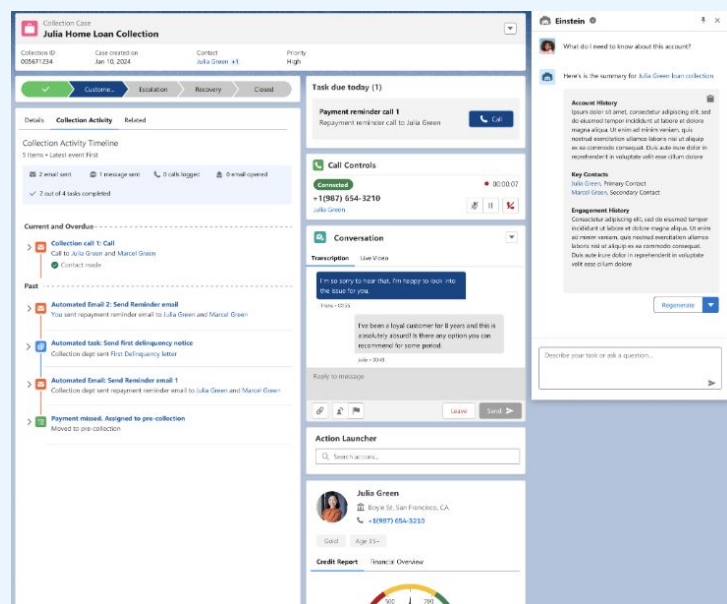 Collection Case
Julia Home Loan Collection
Collection ID
005671234
Case created on
Jan 10, 2024
Contact
Julia Green +1
Priority
High
Custome...
Escalation
Recovery
Closed
Details
Collection Activity
Related
Collection Activity Timeline
5 Items • Latest event First
2 email sent
1 message sent
0 calls logged
0 email opened
2 out of 4 tasks completed
Current and Overdue
Collection call 1: Call
Call to Julia Green and Marcel Green
Contact made
Past
Automated Email 2: Send Reminder email
You sent repayment reminder email to Julia Green and Marcel Green
Automated task: Send first delinquency notice
Collection dept sent First Delinquency letter
Automated Email: Send Reminder email 1
Collection dept sent repayment reminder email to Julia Green and Marcel Green
Payment missed. Assigned to pre-collection
Moved to pre-collection
Task due today (1)
Payment reminder call 1
Repayment reminder call to Julia Green
Call
Call Controls
Connected
00:00:07
+1(987) 654-3210
Julia Green
Conversation
Transcription
Live Video
I'm so sorry to hear that, I'm happy to look into
the issue for you.
I've been a loyal customer for 8 years and this is
absolutely absurd! Is there any option you can
recommend for some period.
Reply to message
Leave
Send
Action Launcher
Search actions...
Julia Green
Boyle St, San Francisco, CA
+1(987) 654-3210
Gold
Age 35+
Credit Report
Financial Overview
500
700
Einstein
What do I need to know about this account?
Here's is the summary for Julia Green loan collection
Account History
Ipsum dolor sit amet, consectetur adipiscing elit, sed
do eiusmod tempor incididunt ut labore et dolore
magna aliqua. Ut enim ad minim veniam, quis
nostrud exercitation ullamco laboris nisi ut aliquip
ex ea commodo consequat. Duis aute irure dolor in
reprehenderit in voluptate velit esse cillum dolore
Key Contacts
Julia Green, Primary Contact
Marcel Green, Secondary Contact
Engagement History
Consectetur adipiscing elit, sed do eiusmod tempor
incididunt ut labore et dolore magna aliqua. Ut enim
ad minim veniam, quis nostrud exercitation ullamco
laboris nisi ut aliquip ex ea commodo consequat.
Duis aute irure dolor in reprehenderit in voluptate
velit esse cillum dolore
Regenerate
Describe your task or ask a question...